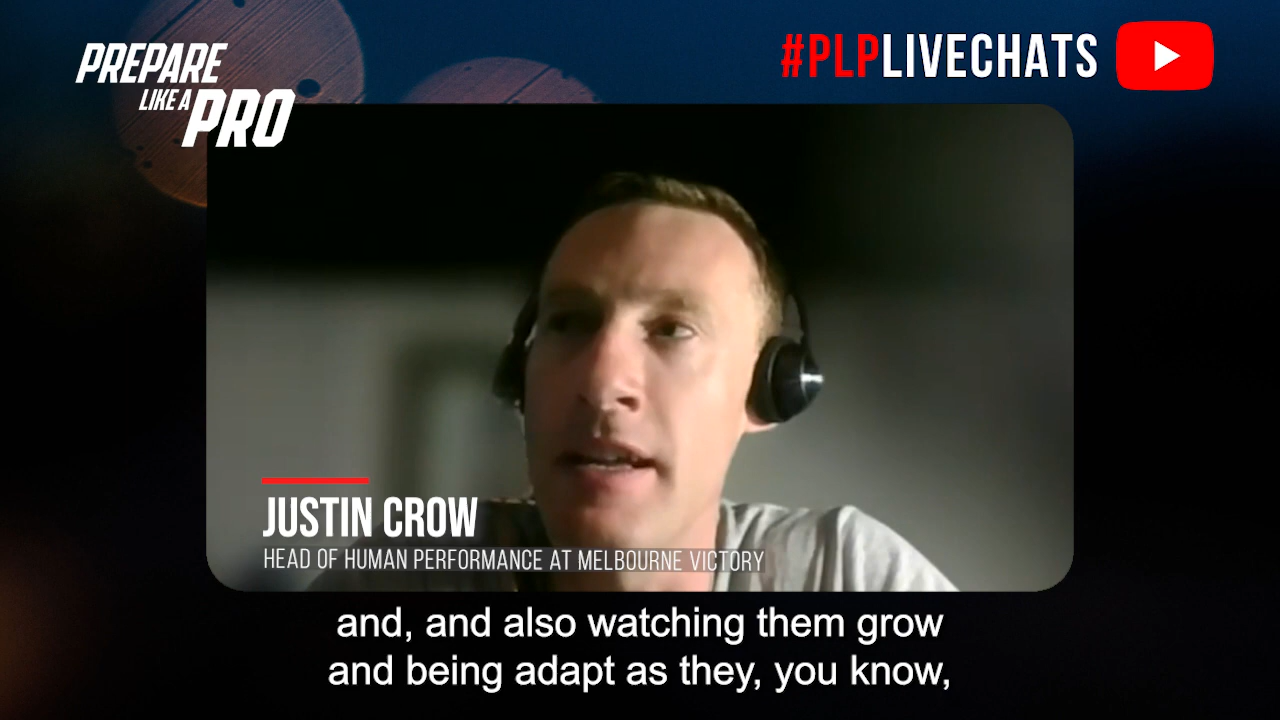 PREPARE
LIKE A
PRO
#PLPLIVECHATS
JUSTIN CROW
HEAD OF HUMAN PERFORMANCE AT MELBOURNE VICTORY
and, and also watching them grow
and being adapt as they, you know,